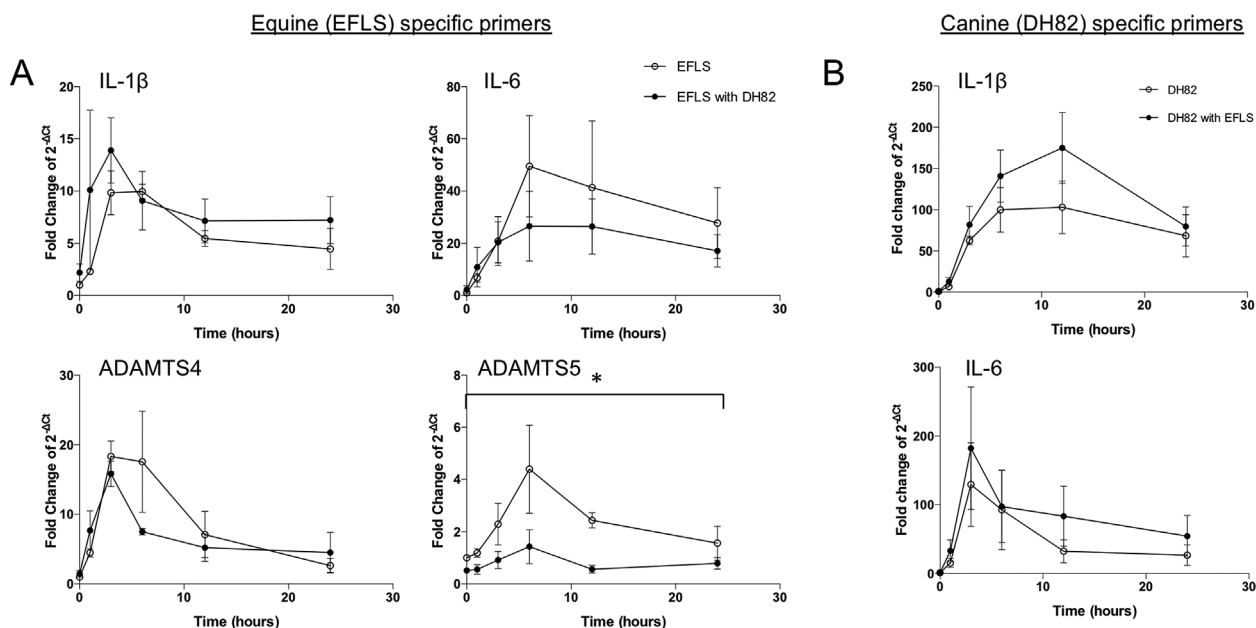 Equine (EFLS) specific primers
Canine (DH82) specific primers
A
IL-1β
Fold Change of 2-ΔCt
20
15
10
5
0
0
10
20
30
Time (hours)
IL-6
EFLS
EFLS with DH82
Fold Change of 2-ΔCt
80
60
40
20
0
0
10
20
30
Time (hours)
B
IL-1β
DH82
DH82 with EFLS
Fold Change of 2-ΔCt
250
200
150
100
50
0
0
10
20
30
Time (hours)
ADAMTS4
Fold Change of 2-ΔCt
30
20
10
0
0
10
20
30
Time (hours)
ADAMTS5
*
Fold Change of 2-ΔCt
8
6
4
2
0
0
10
20
30
Time (hours)
IL-6
Fold Change of 2-ΔCt
300
200
100
0
0
10
20
30
Time (hours)